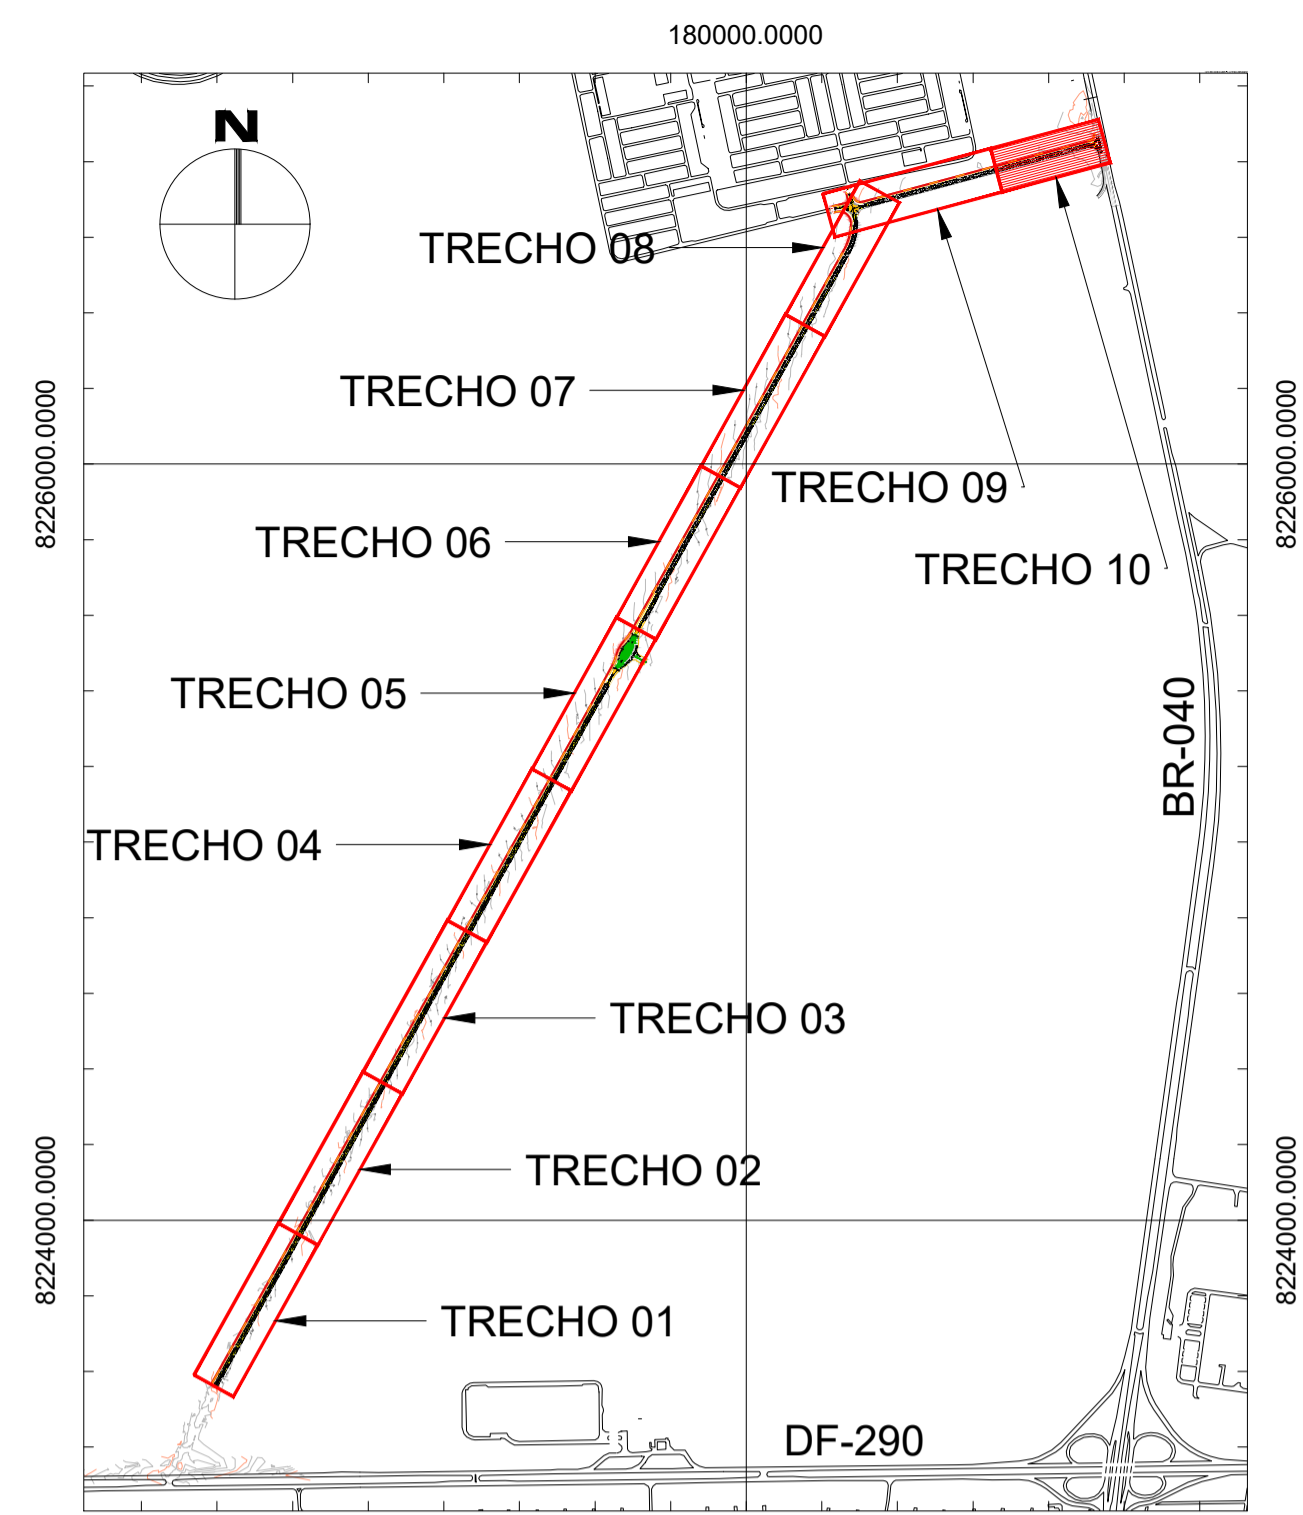 180000.0000
N
TRECHO 08
TRECHO 07
8226000.0000
8226000.0000
TRECHO 09
TRECHO 06
TRECHO 10
TRECHO 05
BR-040
TRECHO 04
TRECHO 03
TRECHO 02
8224000.0000
8224000.0000
TRECHO 01
DF-290